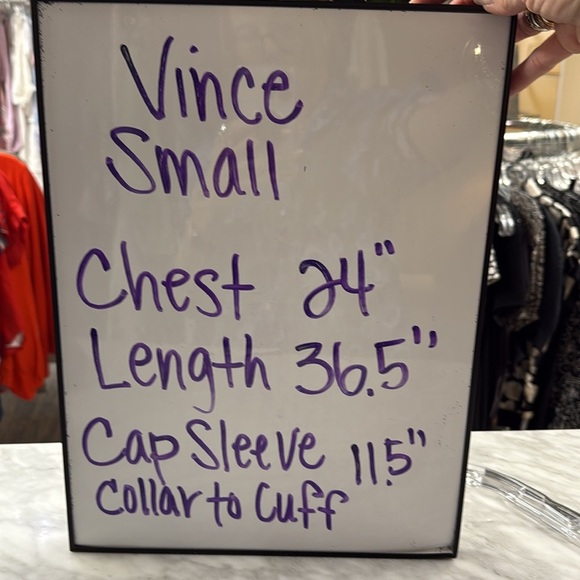 Vince
Small
Chest 24"
Length 36.5"
Cap Sleeve 11.5"
Collar to Cuff